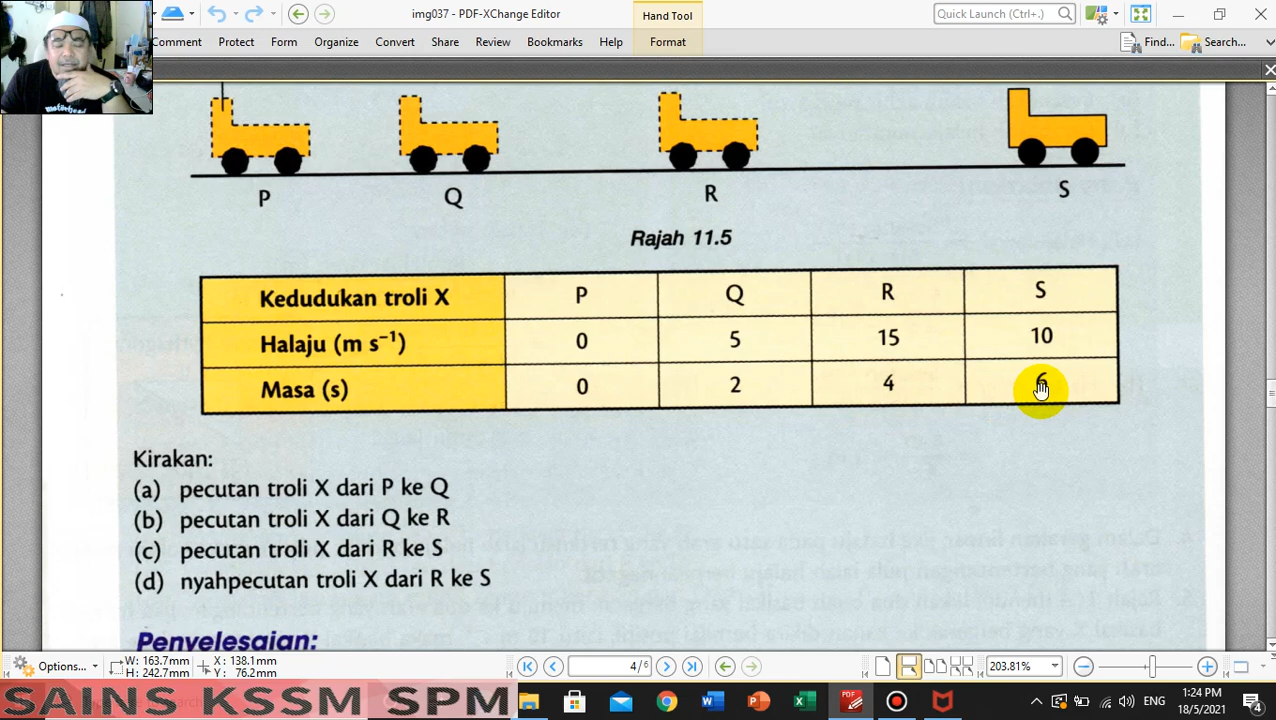 img037 - PDF-XChange Editor
Hand Tool
Quick Launch (Ctrl+.)
Comment Protect Form Organize Convert Share Review Bookmarks Help Format Find... Search...
P Q R S
Rajah 11.5
Kedudukan troli X P Q R S
Halaju (m s⁻¹) 0 5 15 10
Masa (s) 0 2 4 6
Kirakan:
(a) pecutan troli X dari P ke Q
(b) pecutan troli X dari Q ke R
(c) pecutan troli X dari R ke S
(d) nyahpecutan troli X dari R ke S
Penyelesaian:
Options... W: 163.7mm X: 138.1mm
H: 242.7mm Y: 76.2mm
4/6
203.81%
SAINS KSSM SPM
ENG
1:24 PM
18/5/2021
4